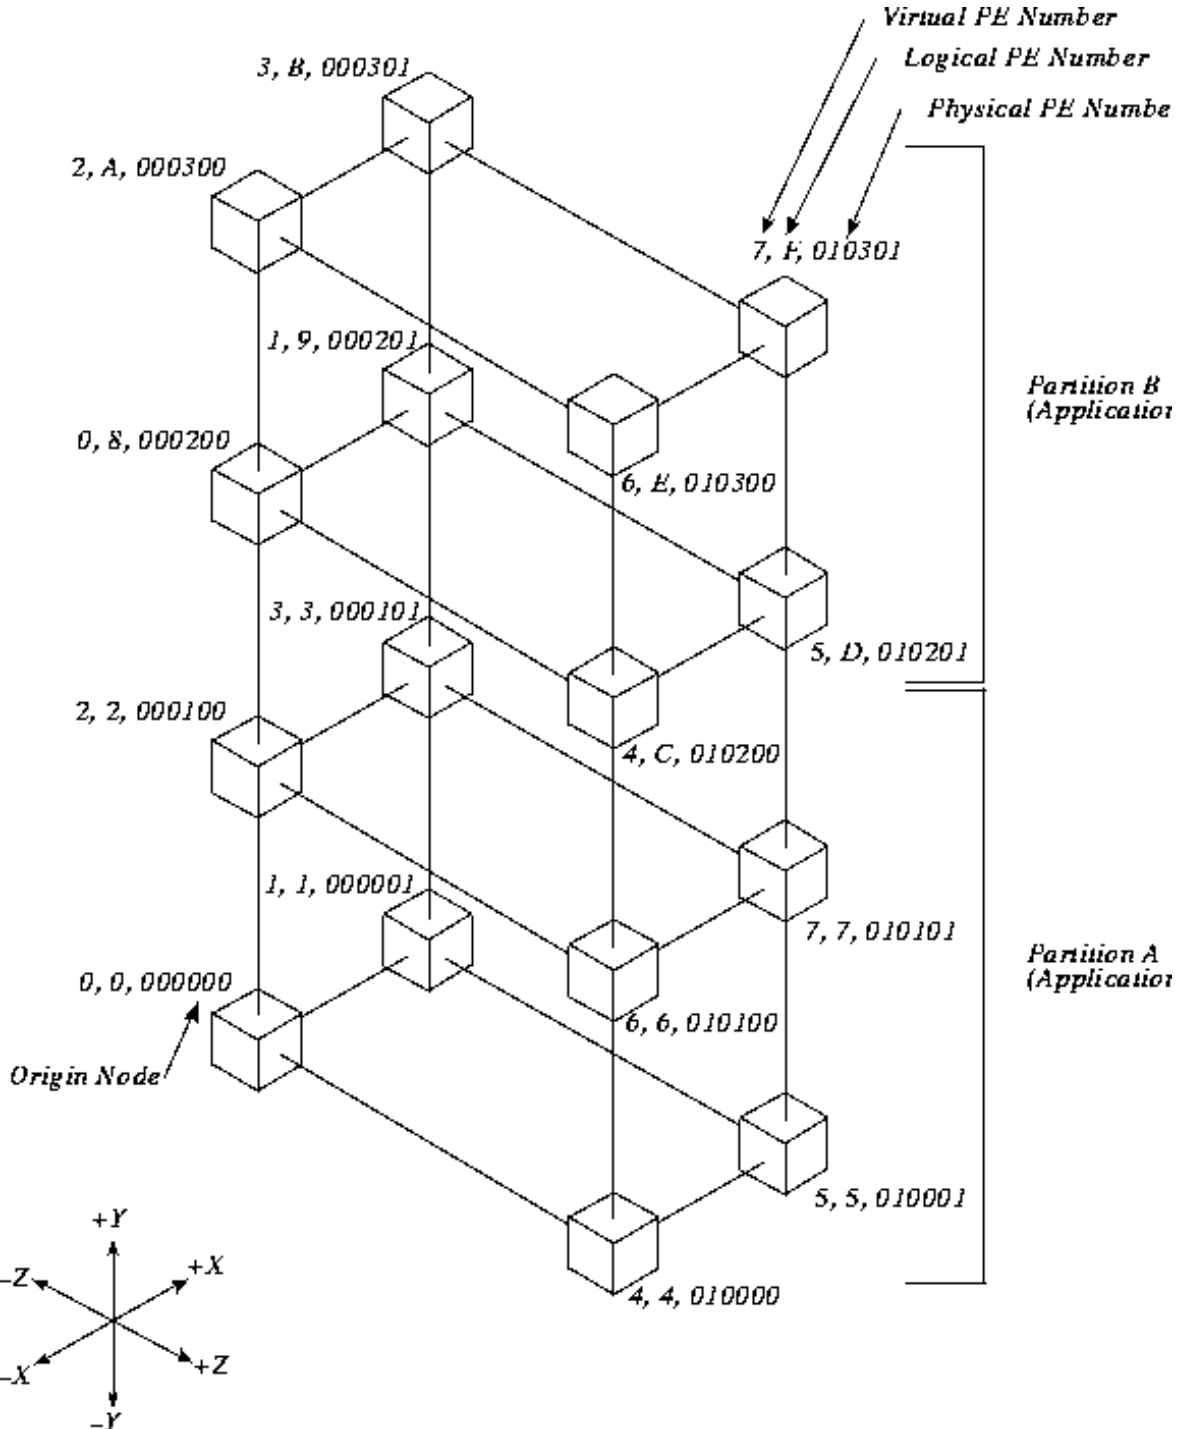 Virtual PE Number
Logical PE Number
Physical PE Numbe
3, B, 000301
2, A, 000300
7, F, 010301
1, 9, 000201
Partition B
(Application
0, 8, 000200
6, E, 010300
3, 3, 000101
5, D, 010201
2, 2, 000100
4, C, 010200
1, 1, 000001
7, 7, 010101
Partition A
(Application
0, 0, 000000
6, 6, 010100
Origin Node
5, 5, 010001
+Y
–Z
+X
4, 4, 010000
–X
+Z
–Y